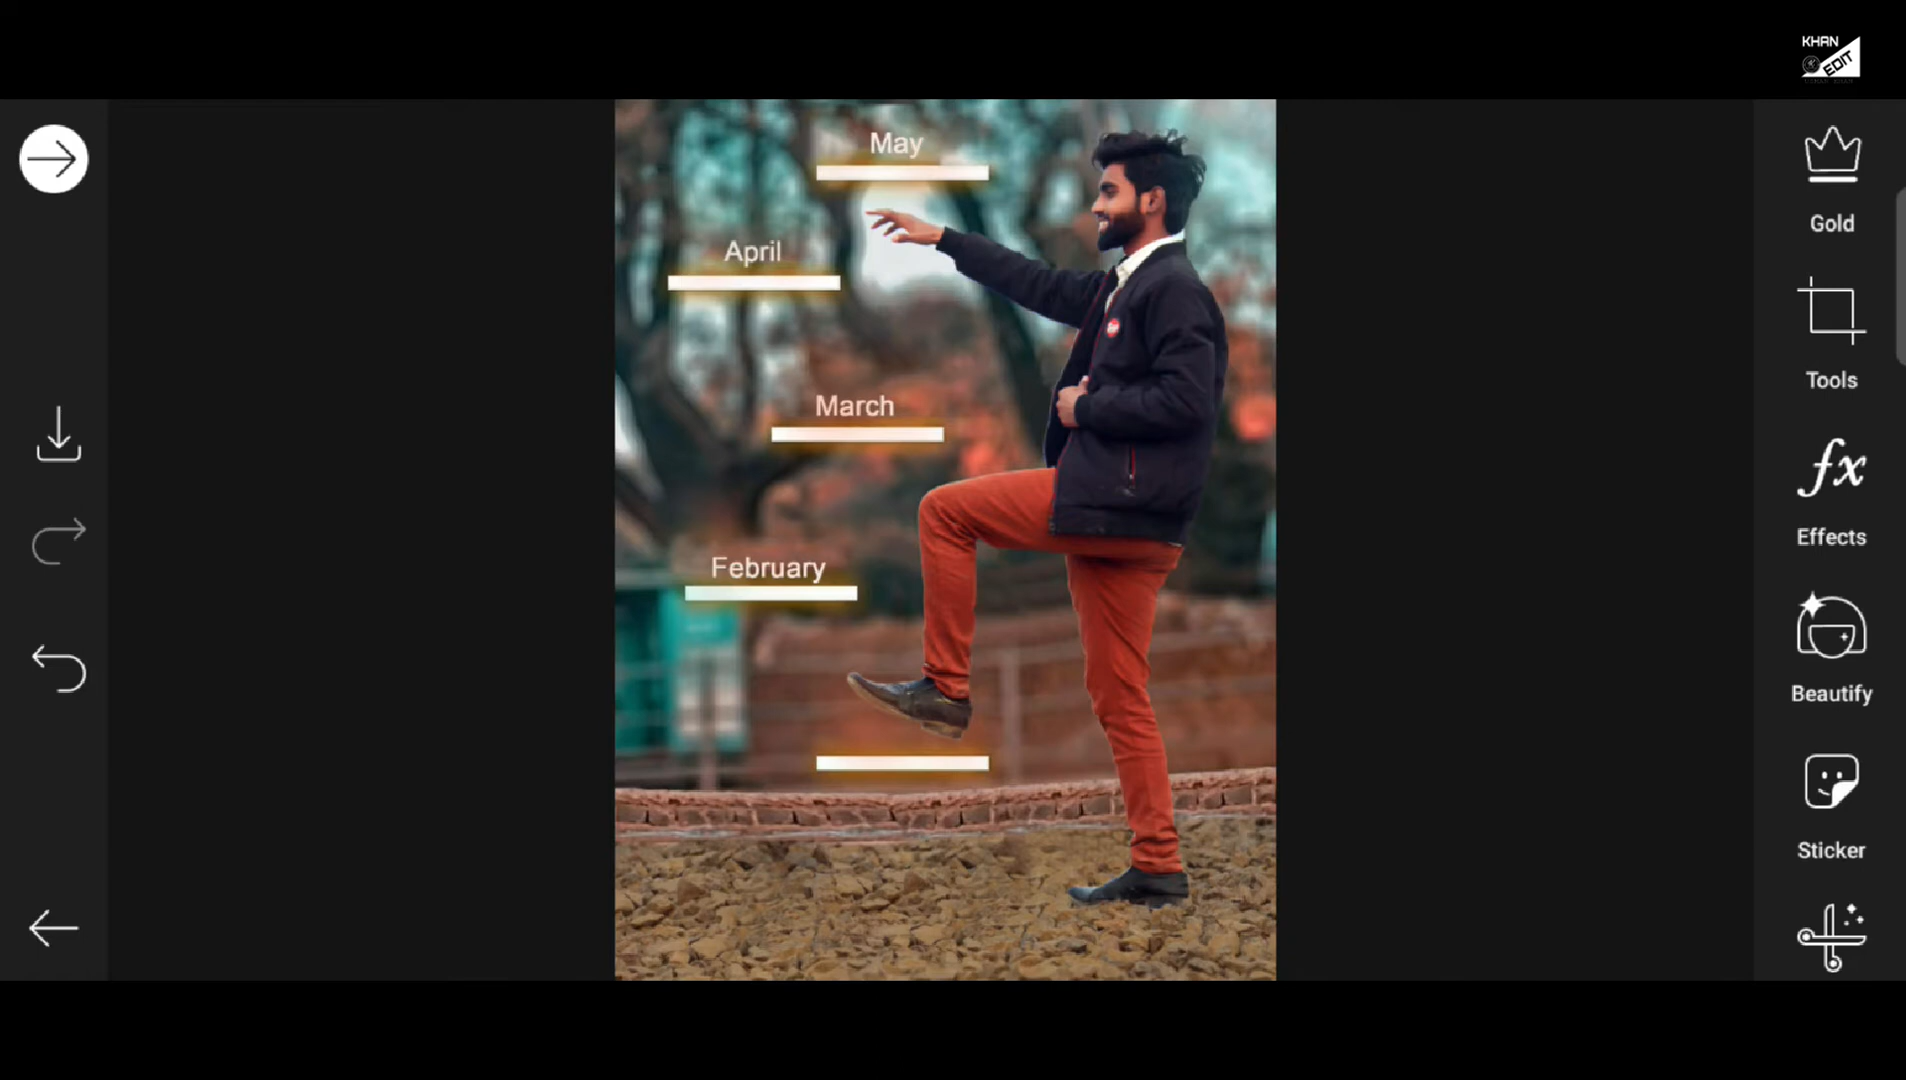 KHAN
EDIT
May
Gold
April
Tools
March
Effects
February
Beautify
Sticker